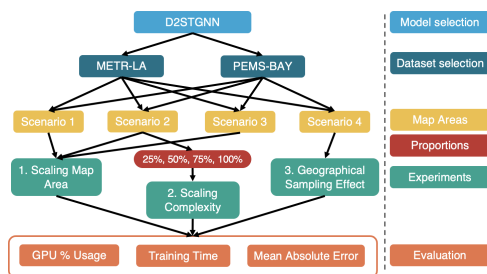 D2STGNN
Model selection
METR-LA
PEMS-BAY
Dataset selection
Scenario 1
Scenario 2
Scenario 3
Scenario 4
Map Areas
25%, 50%, 75%, 100%
Proportions
1. Scaling Map
Area
2. Scaling
Complexity
3. Geographical
Sampling Effect
Experiments
GPU % Usage
Training Time
Mean Absolute Error
Evaluation